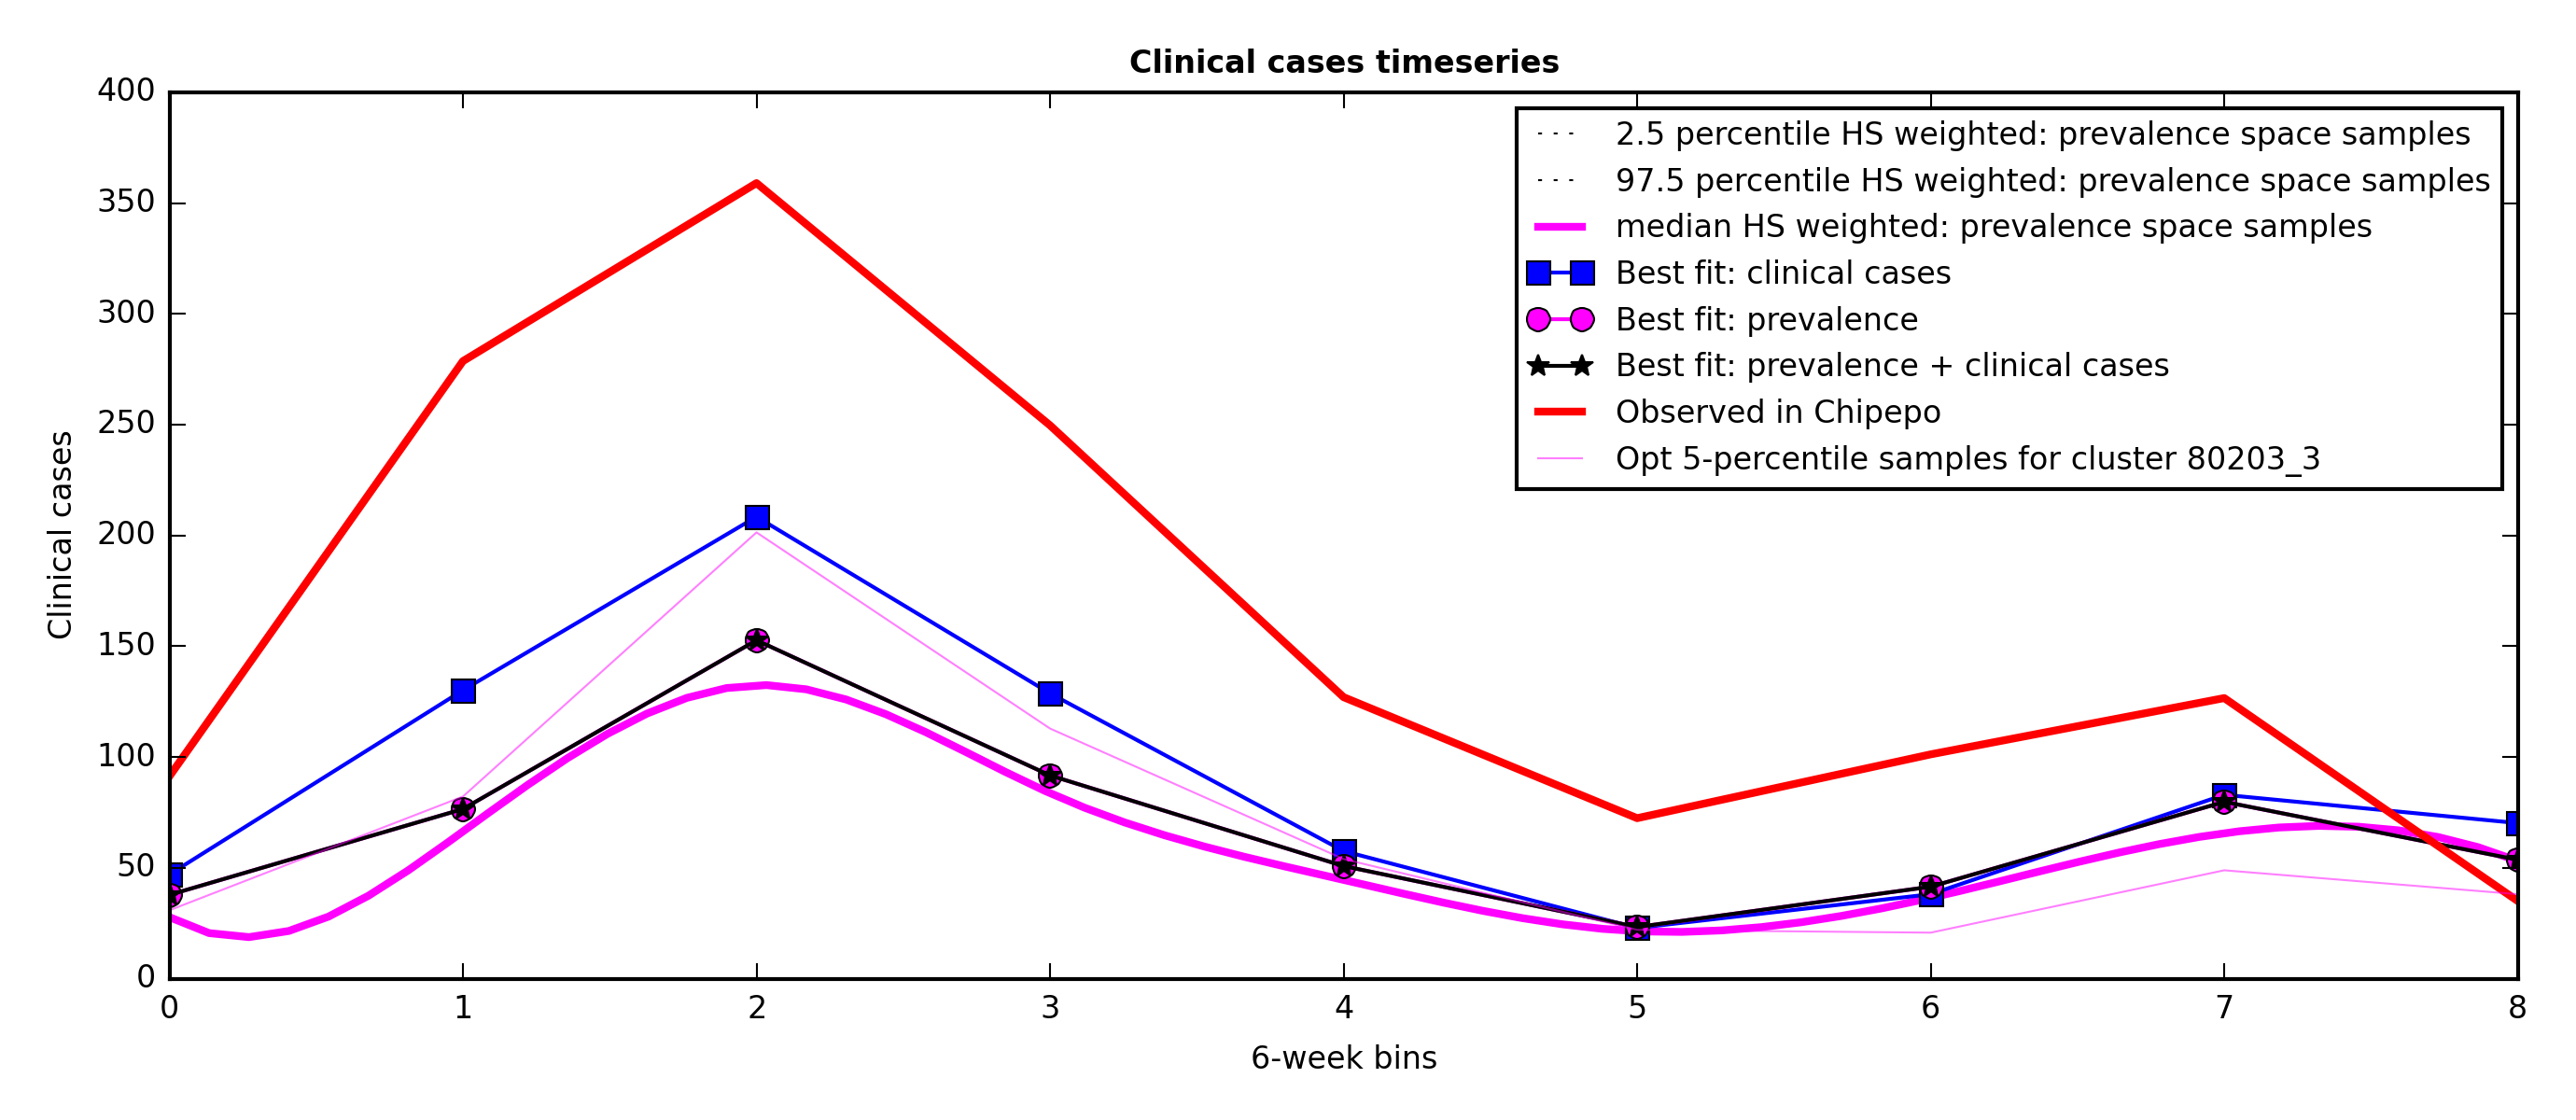 Clinical cases timeseries
400
350
300
250
200
150
100
50
0
Clinical cases
2.5 percentile HS weighted: prevalence space samples
97.5 percentile HS weighted: prevalence space samples
median HS weighted: prevalence space samples
Best fit: clinical cases
Best fit: prevalence
Best fit: prevalence + clinical cases
Observed in Chipepo
Opt 5-percentile samples for cluster 80203_3
0 1 2 3 4 5 6 7 8
6-week bins